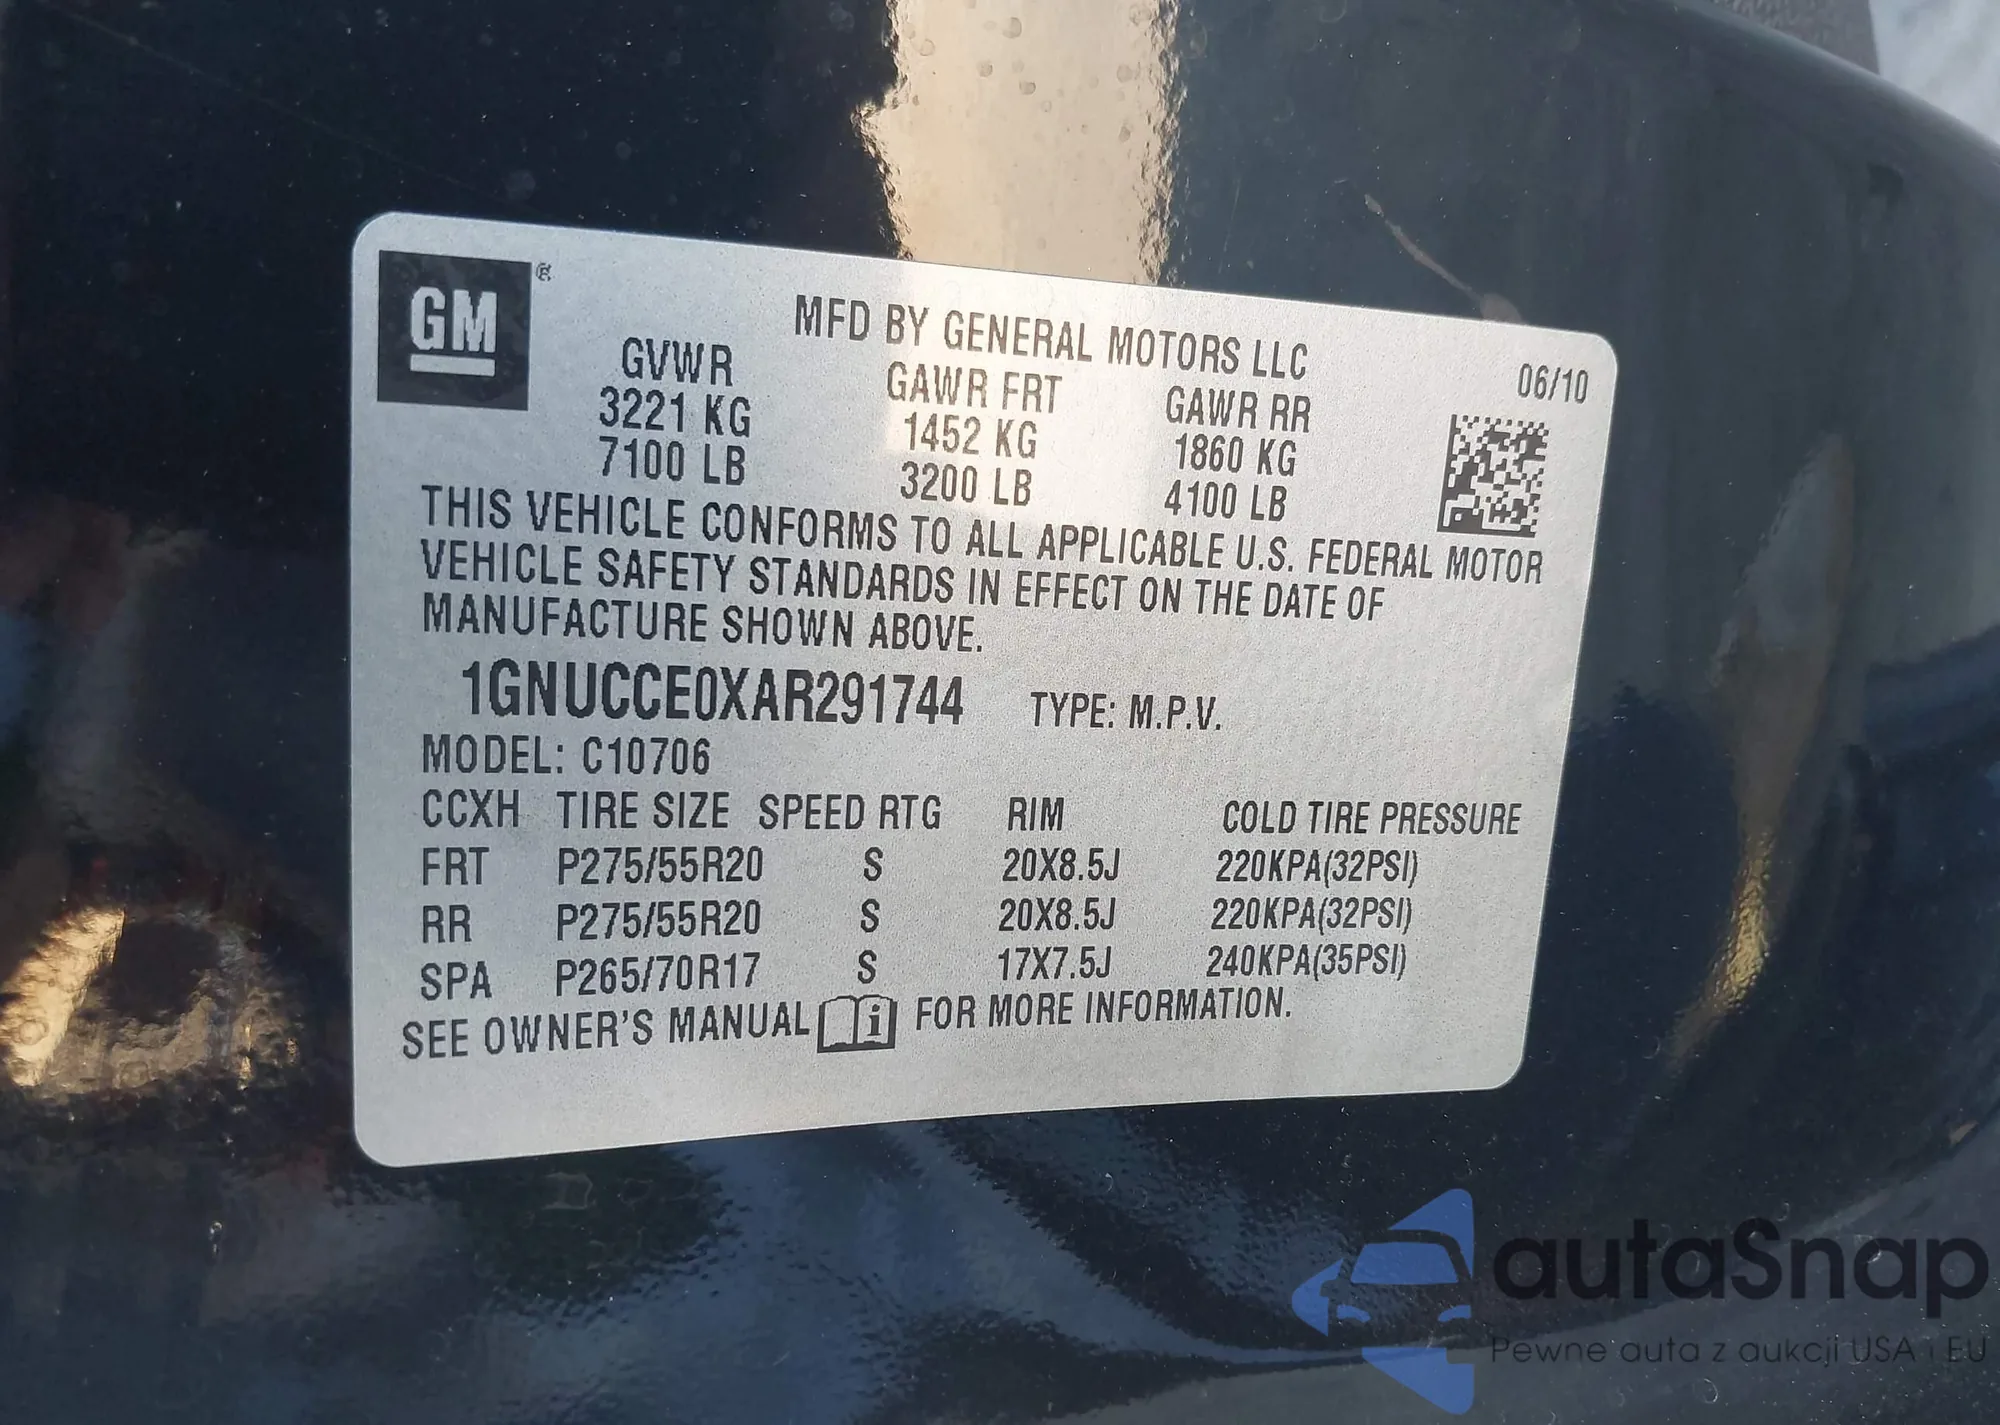 GM®
MFD BY GENERAL MOTORS LLC
06/10
GVWR GAWR FRT GAWR RR
3221 KG 1452 KG 1860 KG
7100 LB 3200 LB 4100 LB
THIS VEHICLE CONFORMS TO ALL APPLICABLE U.S. FEDERAL MOTOR
VEHICLE SAFETY STANDARDS IN EFFECT ON THE DATE OF
MANUFACTURE SHOWN ABOVE.
1GNUCCE0XAR291744 TYPE: M.P.V.
MODEL: C10706
CCXH TIRE SIZE SPEED RTG RIM COLD TIRE PRESSURE
FRT P275/55R20 S 20X8.5J 220KPA(32PSI)
RR P275/55R20 S 20X8.5J 220KPA(32PSI)
SPA P265/70R17 S 17X7.5J 240KPA(35PSI)
SEE OWNER'S MANUAL i FOR MORE INFORMATION.
autaSnap
Pewne auta z aukcji USA i EU